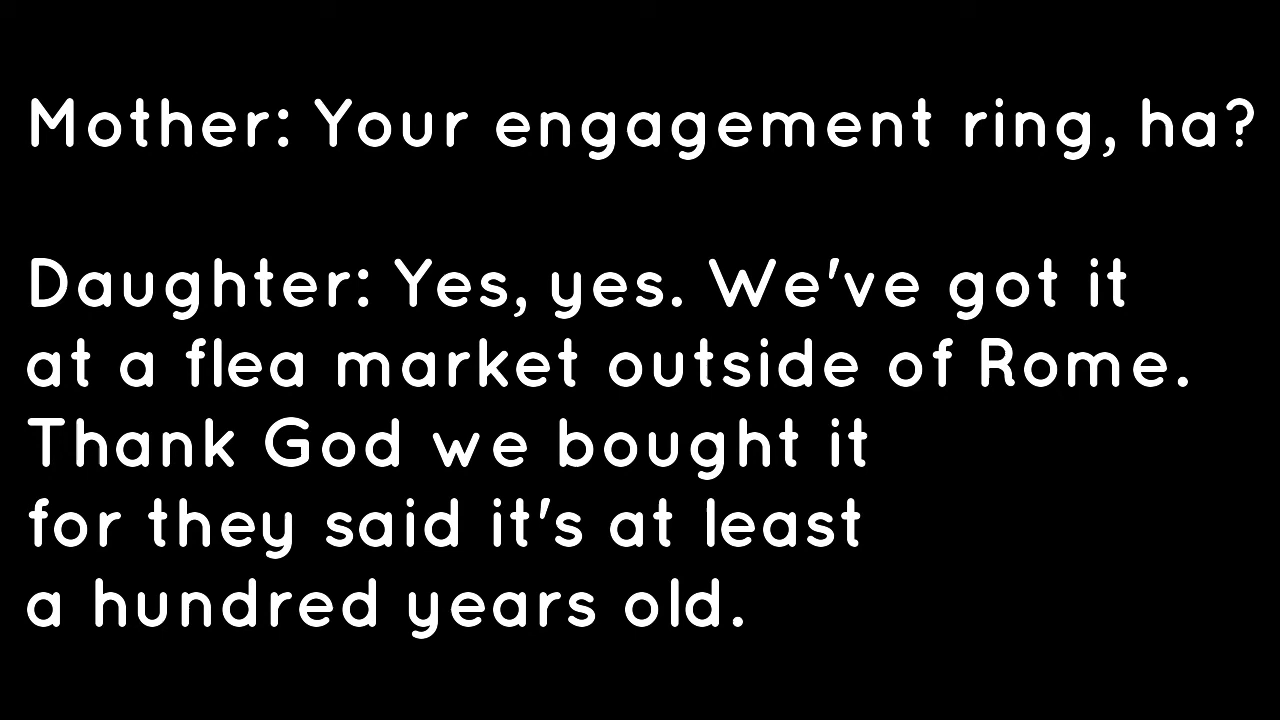 Mother: Your engagement ring, ha?
Daughter: Yes, yes. We've got it
at a flea market outside of Rome.
Thank God we bought it
for they said it's at least
a hundred years old.